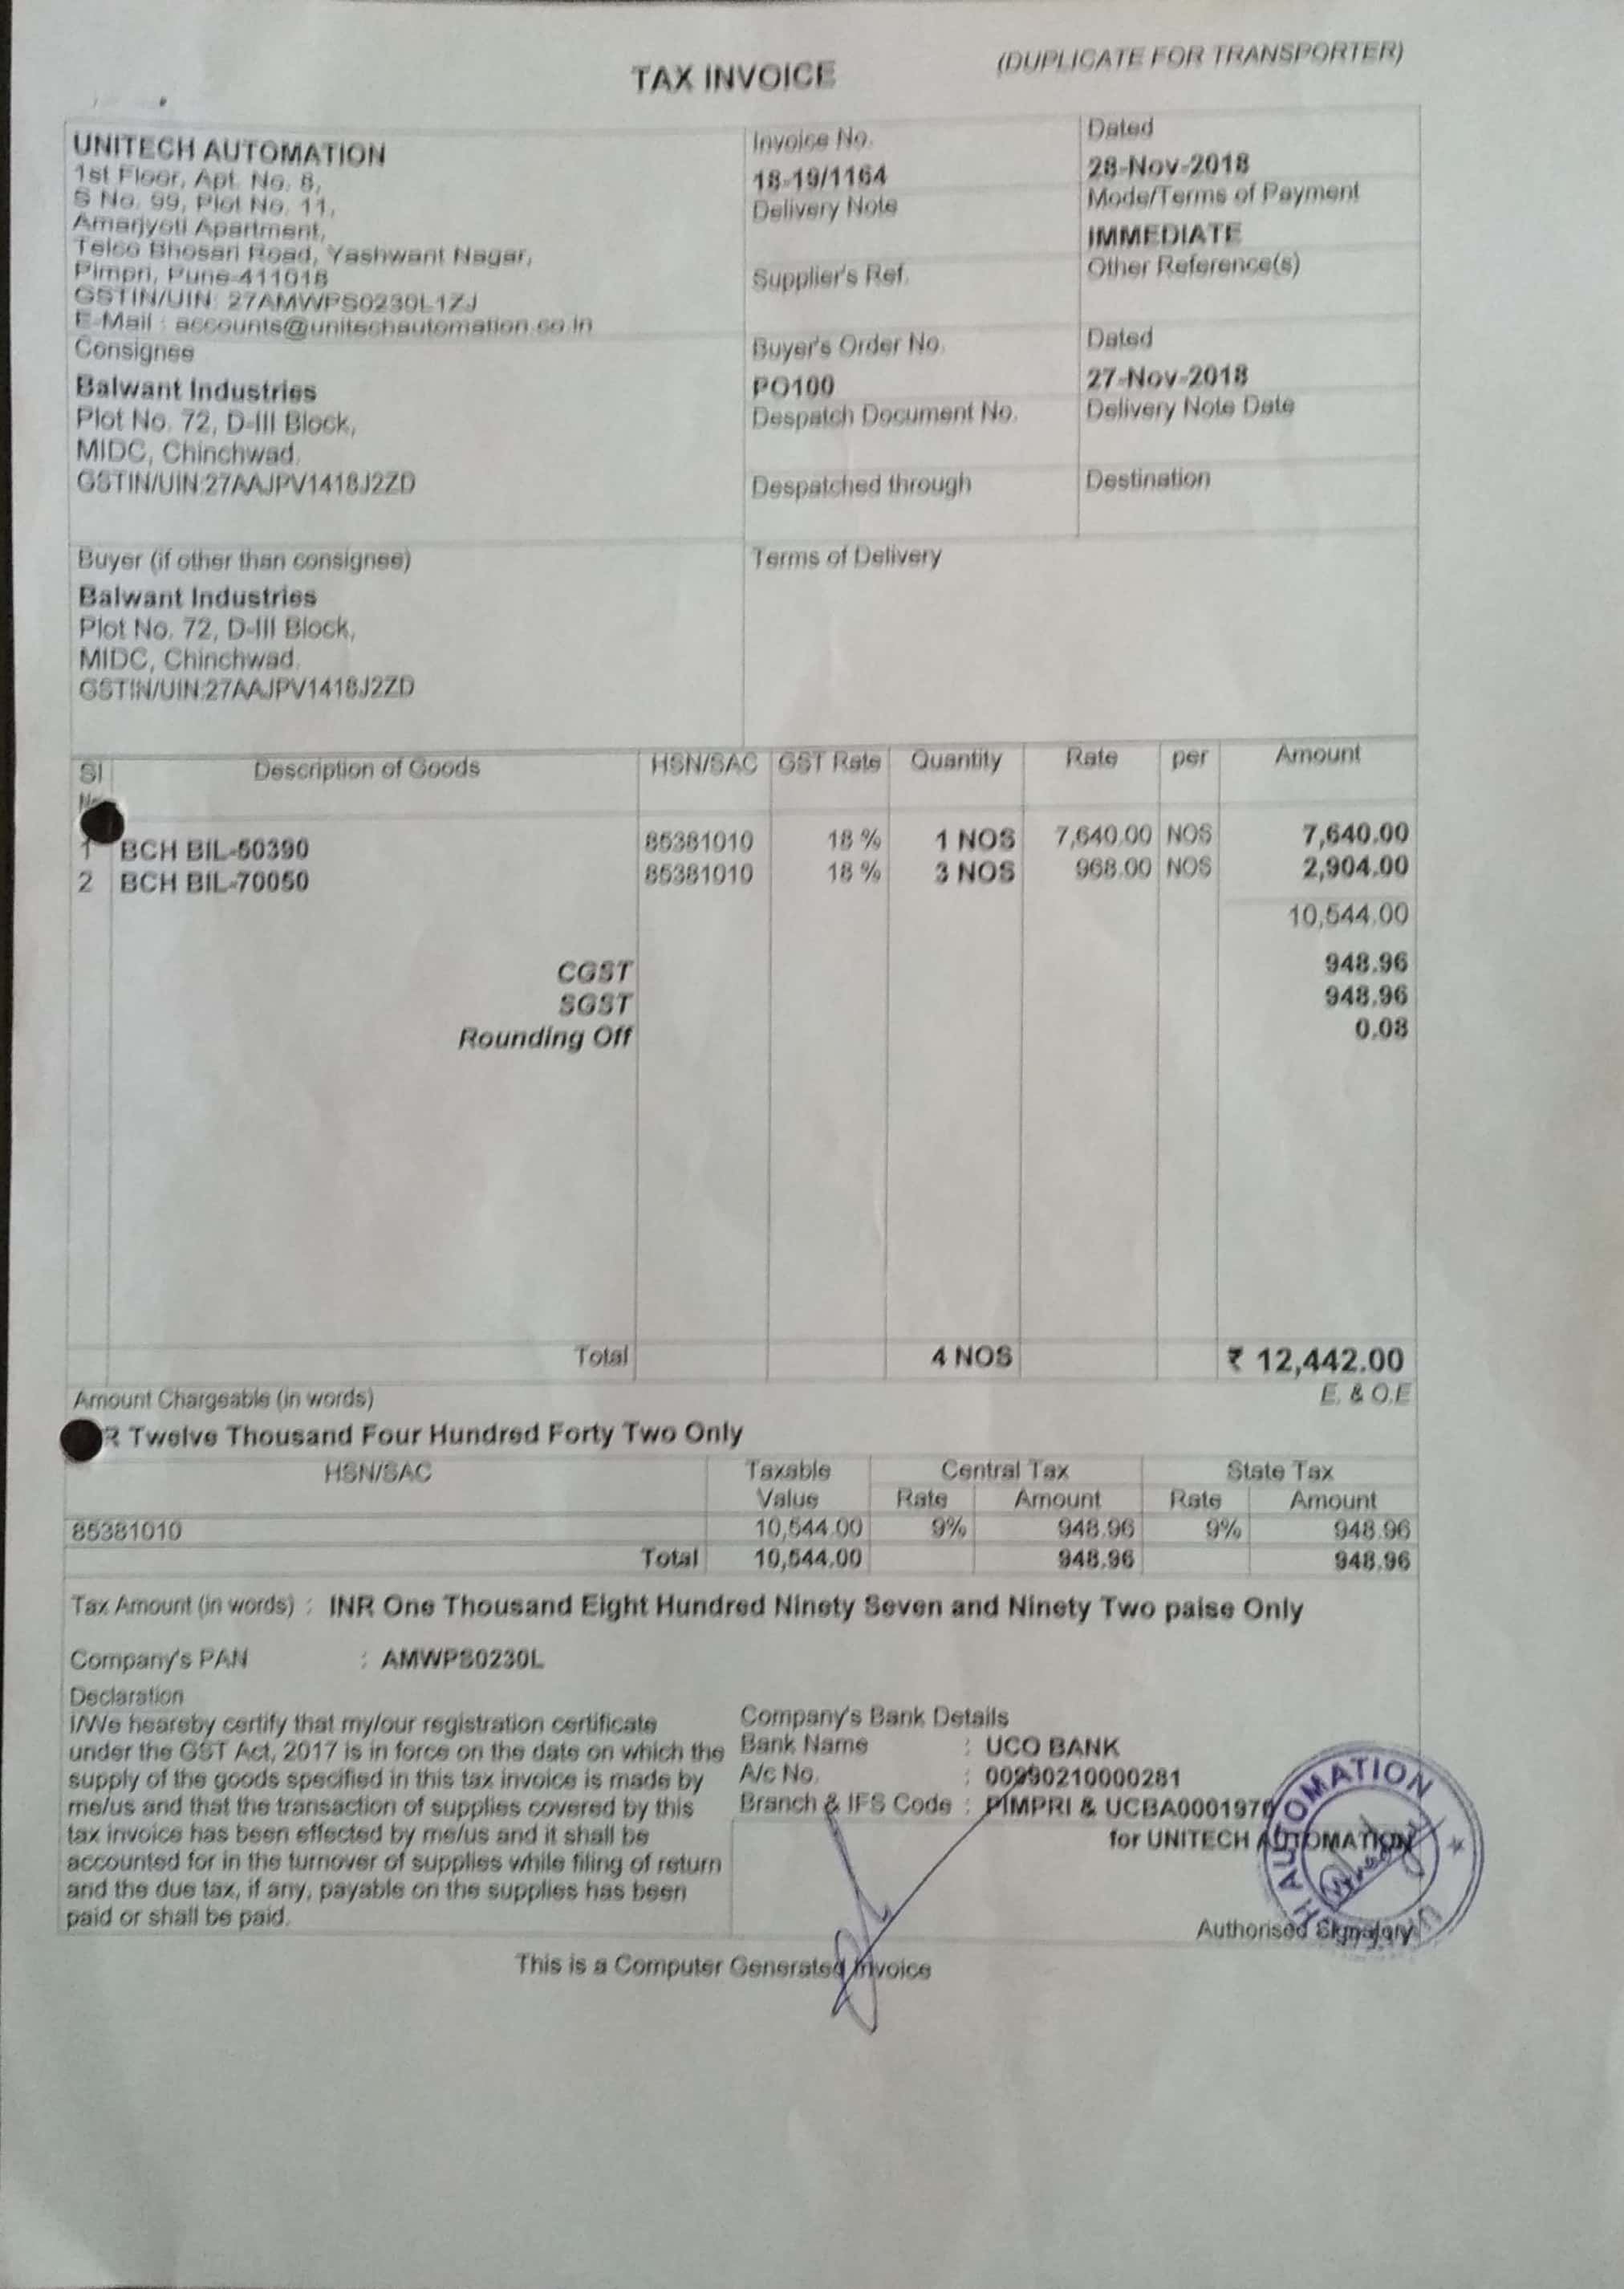 TAX INVOICE
(DUPLICATE FOR TRANSPORTER)
UNITECH AUTOMATION
1st Floor, Apt. No. 8,
S No. 99, Plot No. 11,
Amarjyoti Apartment,
Telco Bhosari Road, Yashwant Nagar,
Pimpri, Pune-411018
GSTIN/UIN: 27AMWPS0230L1ZJ
E-Mail : accounts@unitechautomation.co.in
Invoice No.
18-19/1164
Dated
28-Nov-2018
Delivery Note
Mode/Terms of Payment
IMMEDIATE
Supplier's Ref.
Other Reference(s)
Consignee
Balwant Industries
Plot No. 72, D-III Block,
MIDC, Chinchwad.
GSTIN/UIN:27AAJPV1418J2ZD
Buyer's Order No.
PO100
Dated
27-Nov-2018
Despatch Document No.
Delivery Note Date
Despatched through
Destination
Buyer (if other than consignee)
Balwant Industries
Plot No. 72, D-III Block,
MIDC, Chinchwad.
GSTIN/UIN:27AAJPV1418J2ZD
Terms of Delivery
Sl Description of Goods HSN/SAC GST Rate Quantity Rate per Amount
1 BCH BIL-50390 85381010 18 % 1 NOS 7,640.00 NOS 7,640.00
2 BCH BIL-70050 85381010 18 % 3 NOS 968.00 NOS 2,904.00
10,544.00
CGST 948.96
SGST 948.96
Rounding Off 0.08
Total 4 NOS ₹ 12,442.00
Amount Chargeable (in words) E. & O.E
Twelve Thousand Four Hundred Forty Two Only
HSN/SAC Taxable Value Central Tax State Tax
Rate Amount Rate Amount
85381010 10,544.00 9% 948.96 9% 948.96
Total 10,544.00 948.96 948.96
Tax Amount (in words) : INR One Thousand Eight Hundred Ninety Seven and Ninety Two paise Only
Company's PAN : AMWPS0230L
Declaration
I/We heareby certify that my/our registration certificate
under the GST Act, 2017 is in force on the date on which the
supply of the goods specified in this tax invoice is made by
me/us and that the transaction of supplies covered by this
tax invoice has been effected by me/us and it shall be
accounted for in the turnover of supplies while filing of return
and the due tax, if any, payable on the supplies has been
paid or shall be paid.
Company's Bank Details
Bank Name : UCO BANK
A/c No. : 00990210000281
Branch & IFS Code : PIMPRI & UCBA0001976
for UNITECH AUTOMATION
AUTOMATION
Authorised Signatory
This is a Computer Generated Invoice